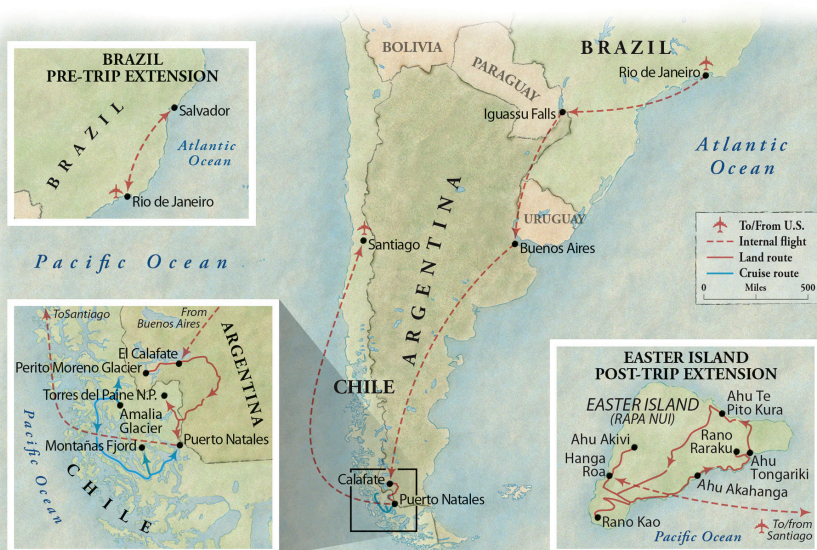 BRAZIL
PRE-TRIP EXTENSION
Salvador
BRAZIL
Atlantic
Ocean
Rio de Janeiro
BOLIVIA
PARAGUAY
BRAZIL
Rio de Janeiro
Iguassu Falls
Atlantic
Ocean
URUGUAY
Santiago
Buenos Aires
ARGENTINA
Pacific Ocean
CHILE
Calafate
Puerto Natales
To/From U.S.
Internal flight
Land route
Cruise route
0 Miles 500
To Santiago
From
Buenos Aires
ARGENTINA
El Calafate
Perito Moreno Glacier
Torres del Paine N.P.
Amalia
Glacier
Puerto Natales
Montañas Fjord
Pacific Ocean
CHILE
EASTER ISLAND
POST-TRIP EXTENSION
EASTER ISLAND
(RAPA NUI)
Ahu Te
Pito Kura
Ahu Akivi
Rano
Raraku
Hanga
Roa
Ahu
Tongariki
Ahu Akahanga
Rano Kao
Pacific Ocean
To/from
Santiago